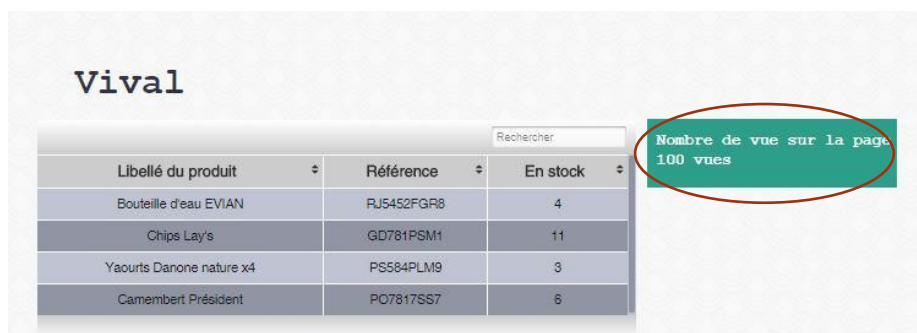 Vival
Rechercher
Nombre de vue sur la page
100 vues
Libellé du produit Référence En stock
Bouteille d'eau EVIAN RJ5452FGR8 4
Chips Lay's GD781PSM1 11
Yaourts Danone nature x4 PS584PLM9 3
Camembert Président PO7817SS7 6